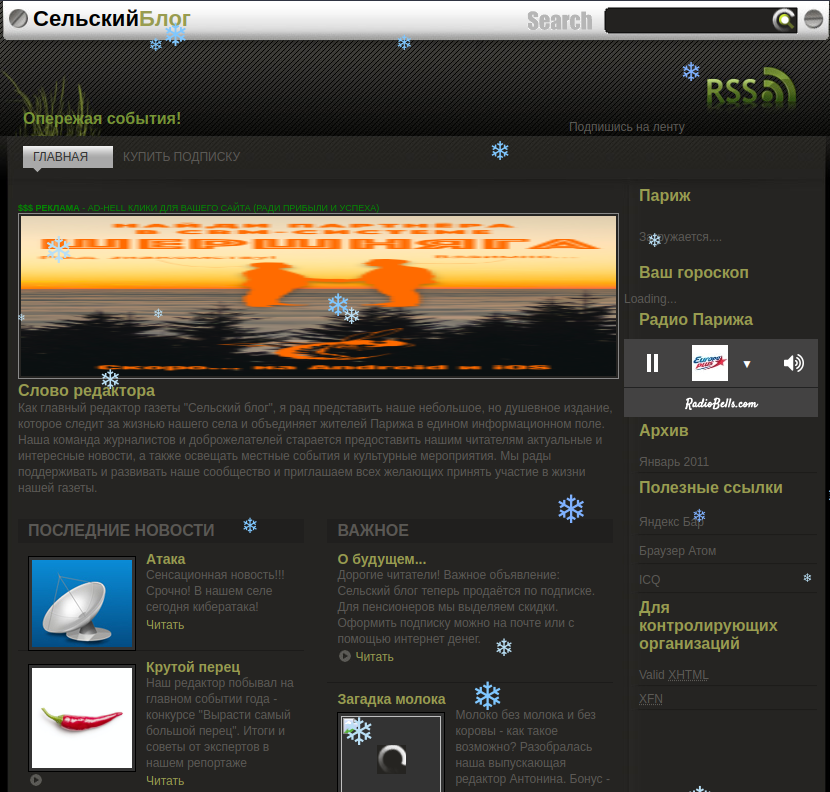 СельскийБлог
Search
RSS
Опережая события!
Подпишись на ленту
ГЛАВНАЯ
КУПИТЬ ПОДПИСКУ
$$$ РЕКЛАМА - AD-HELL КЛИКИ ДЛЯ ВАШЕГО САЙТА (РАДИ ПРИБЫЛИ И УСПЕХА)
НАЙДИ ПАРТНЕРА
ШЕРШНЯГА
Скоро... на Android и iOS
Слово редактора
Как главный редактор газеты "Сельский блог", я рад представить наше небольшое, но душевное издание,
которое следит за жизнью нашего села и объединяет жителей Парижа в едином информационном поле.
Наша команда журналистов и доброжелателей старается предоставить нашим читателям актуальные и
интересные новости, а также освещать местные события и культурные мероприятия. Мы рады
поддерживать и развивать наше сообщество и приглашаем всех желающих принять участие в жизни
нашей газеты.
ПОСЛЕДНИЕ НОВОСТИ
Атака
Сенсационная новость!!!
Срочно! В нашем селе
сегодня кибератака!
Читать
Крутой перец
Наш редактор побывал на
главном событии года -
конкурсе "Вырасти самый
большой перец". Итоги и
советы от экспертов в
нашем репортаже
Читать
ВАЖНОЕ
О будущем...
Дорогие читатели! Важное объявление:
Сельский блог теперь продаётся по подписке.
Для пенсионеров мы выделяем скидки.
Оформить подписку можно на почте или с
помощью интернет денег.
Читать
Загадка молока
Молоко без молока и без
коровы - как такое
возможно? Разобралась
наша выпускающая
редактор Антонина. Бонус -
Париж
Загружается....
Ваш гороскоп
Loading...
Радио Парижа
Европа плюс
RadioBells.com
Архив
Январь 2011
Полезные ссылки
Яндекс Бар
Браузер Атом
ICQ
Для
контролирующих
организаций
Valid XHTML
XFN